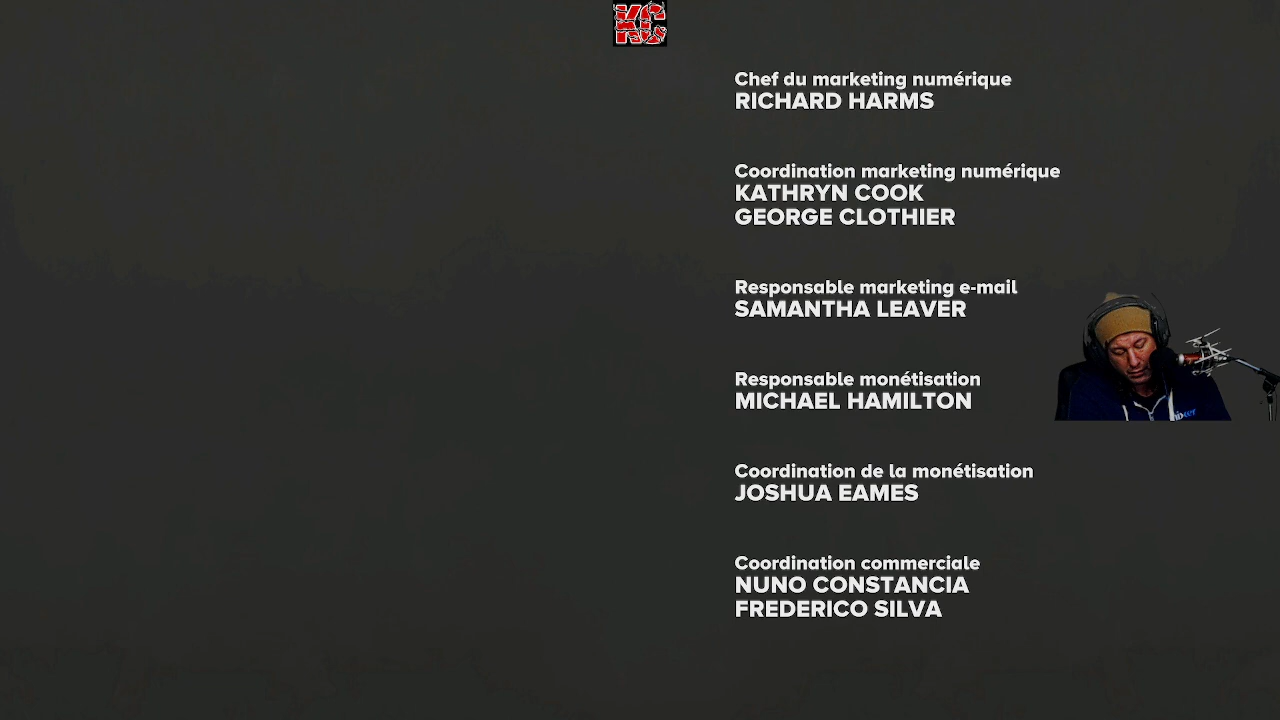 KC
Chef du marketing numérique
RICHARD HARMS
Coordination marketing numérique
KATHRYN COOK
GEORGE CLOTHIER
Responsable marketing e-mail
SAMANTHA LEAVER
Responsable monétisation
MICHAEL HAMILTON
Coordination de la monétisation
JOSHUA EAMES
Coordination commerciale
NUNO CONSTANCIA
FREDERICO SILVA